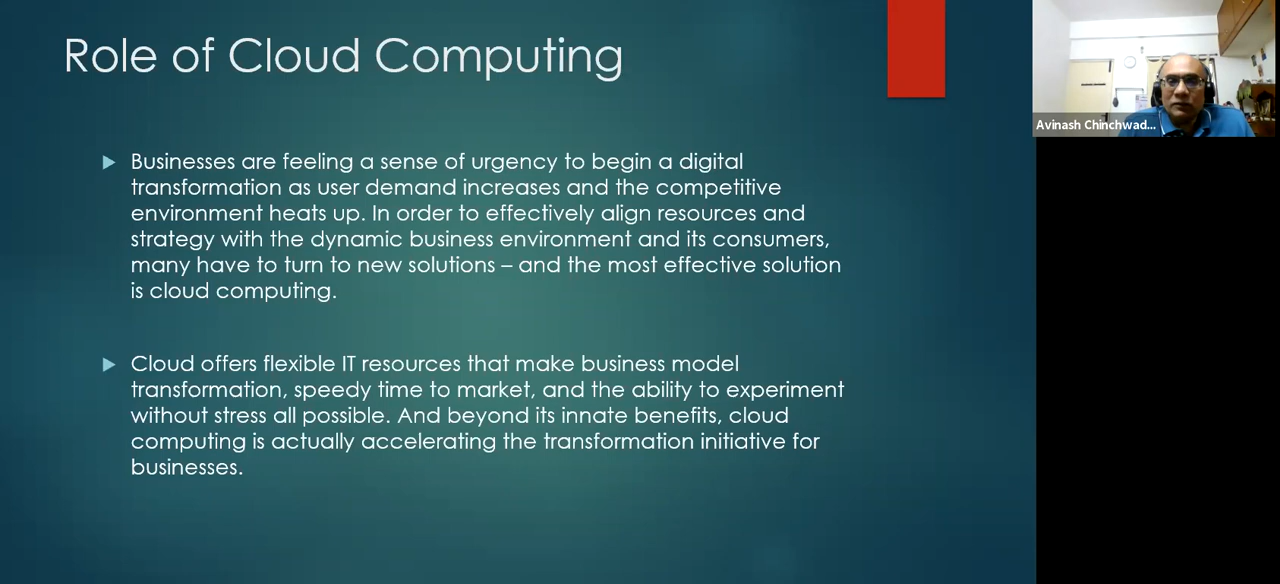 Role of Cloud Computing
Businesses are feeling a sense of urgency to begin a digital
transformation as user demand increases and the competitive
environment heats up. In order to effectively align resources and
strategy with the dynamic business environment and its consumers,
many have to turn to new solutions – and the most effective solution
is cloud computing.
Cloud offers flexible IT resources that make business model
transformation, speedy time to market, and the ability to experiment
without stress all possible. And beyond its innate benefits, cloud
computing is actually accelerating the transformation initiative for
businesses.
Avinash Chinchwad...